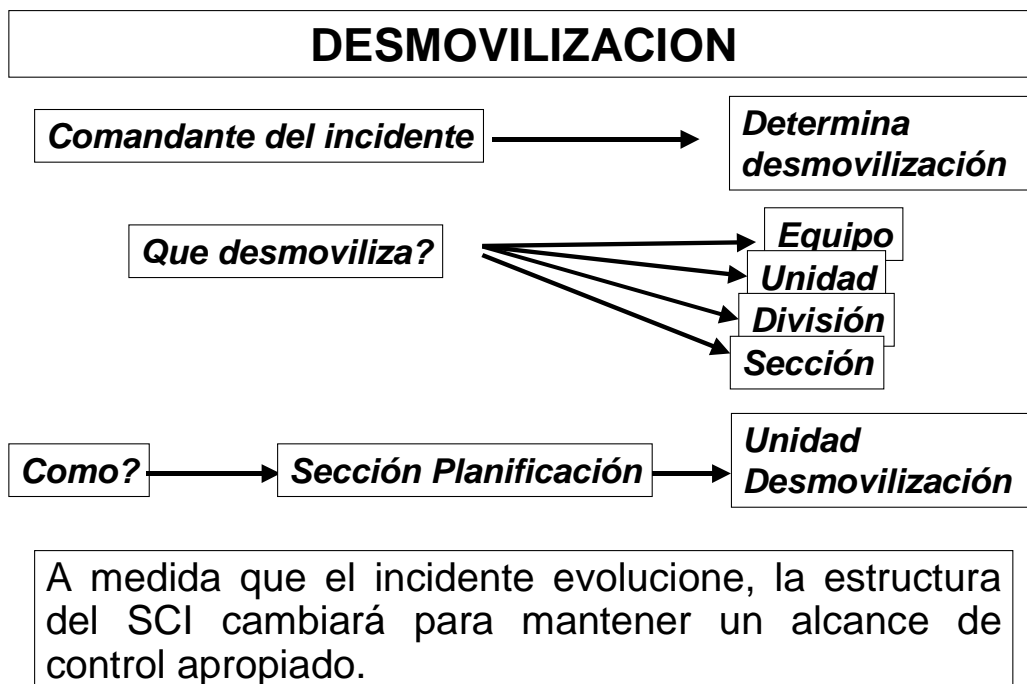 DESMOVILIZACION
Comandante del incidente
Determina
desmovilización
Que desmoviliza?
Equipo
Unidad
División
Sección
Como?
Sección Planificación
Unidad
Desmovilización
A medida que el incidente evolucione, la estructura
del SCI cambiará para mantener un alcance de
control apropiado.